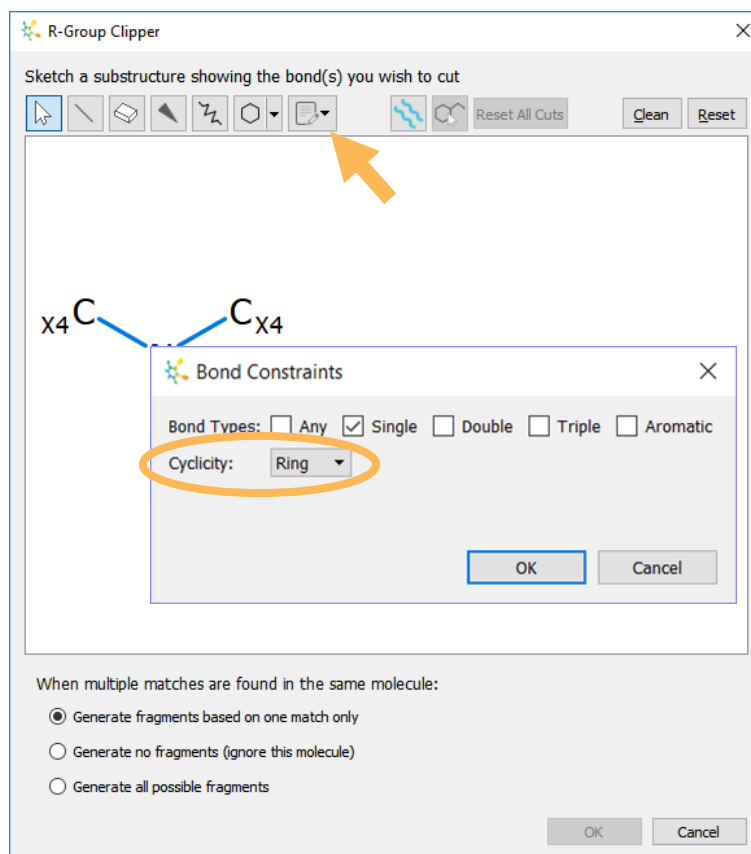 R-Group Clipper
Sketch a substructure showing the bond(s) you wish to cut
Reset All Cuts Clean Reset
X4 C C X4
Bond Constraints
Bond Types: Any Single Double Triple Aromatic
Cyclicity: Ring
OK Cancel
When multiple matches are found in the same molecule:
Generate fragments based on one match only
Generate no fragments (ignore this molecule)
Generate all possible fragments
OK Cancel